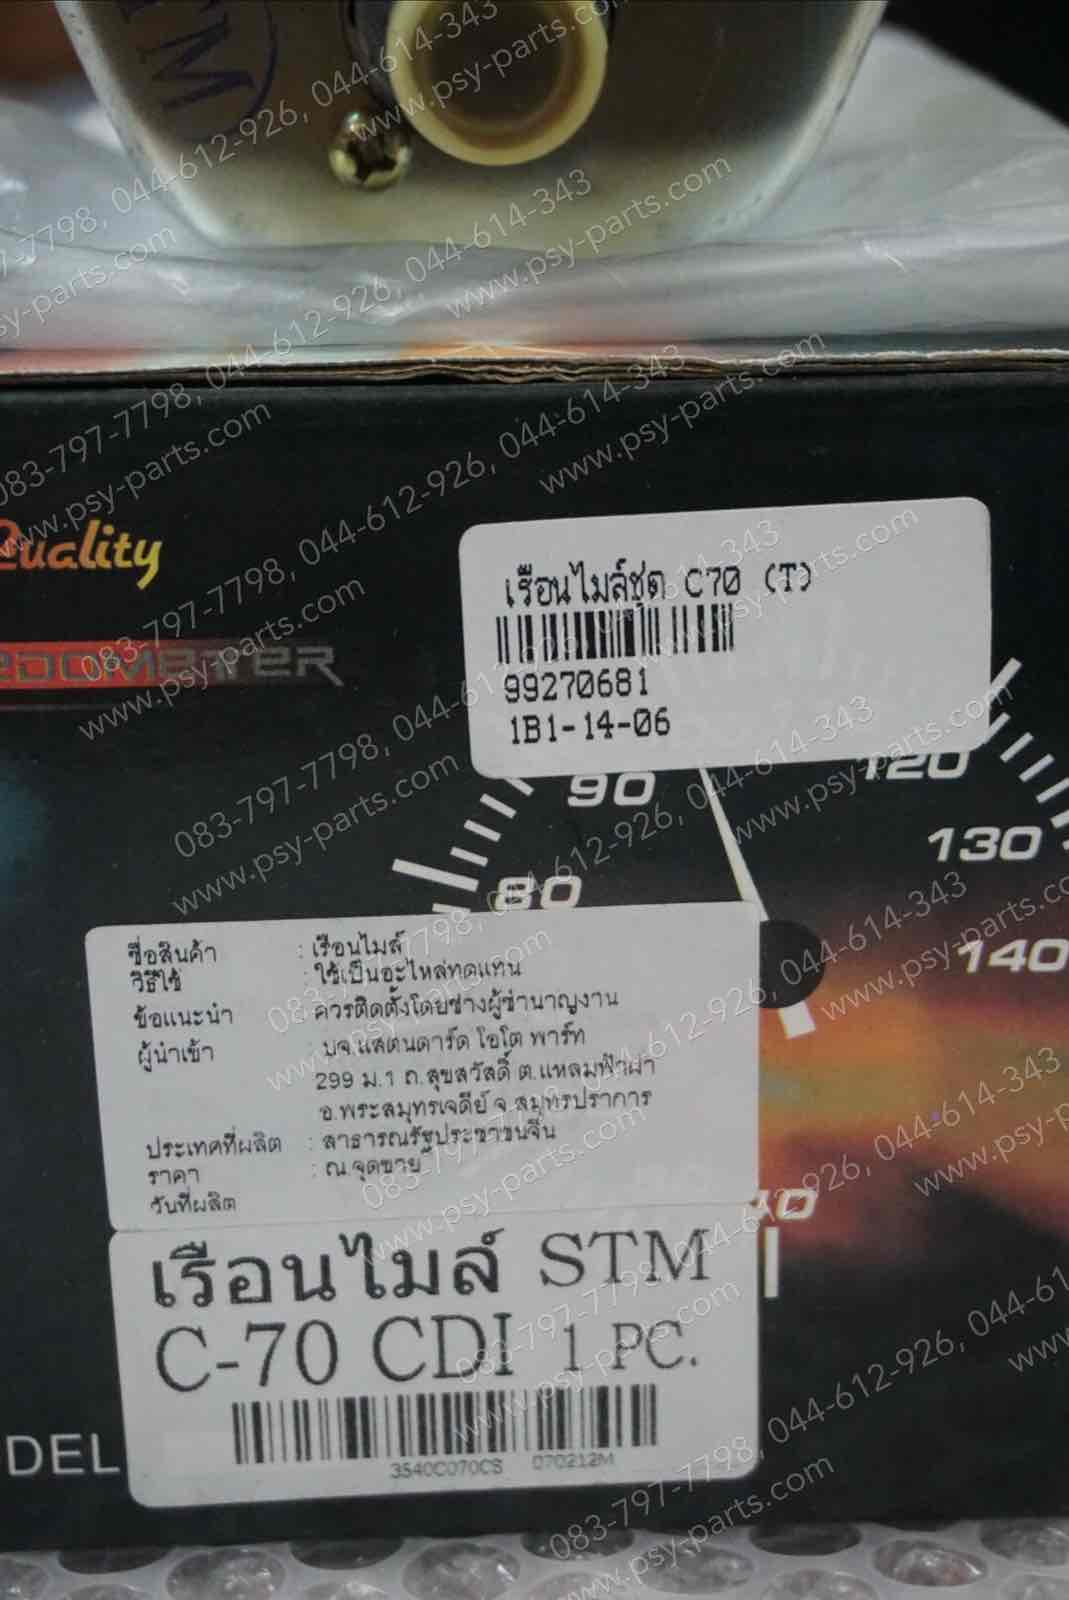 TM
Quality
EDOMETER
เรือนไมล์ชุด C70 (T)
99270681
1B1-14-06
90
120
80
130
140
ชื่อสินค้า : เรือนไมล์
วิธีใช้ : ใช้เป็นอะไหล่ทดแทน
ข้อแนะนำ : ควรติดตั้งโดยช่างผู้ชำนาญงาน
ผู้นำเข้า : บจ.แสตนดาร์ด โอโต พาร์ท
299 ม.1 ถ.สุขสวัสดิ์ ต.แหลมฟ้าผ่า
อ.พระสมุทรเจดีย์ จ.สมุทรปราการ
ประเทศที่ผลิต : สาธารณรัฐประชาชนจีน
ราคา : ณ จุดขาย
วันที่ผลิต
เรือนไมล์ STM
C-70 CDI 1 PC.
3540C070CS 070212M
DEL
083-797-7798, 044-612-926, 044-614-343
www.psy-parts.com